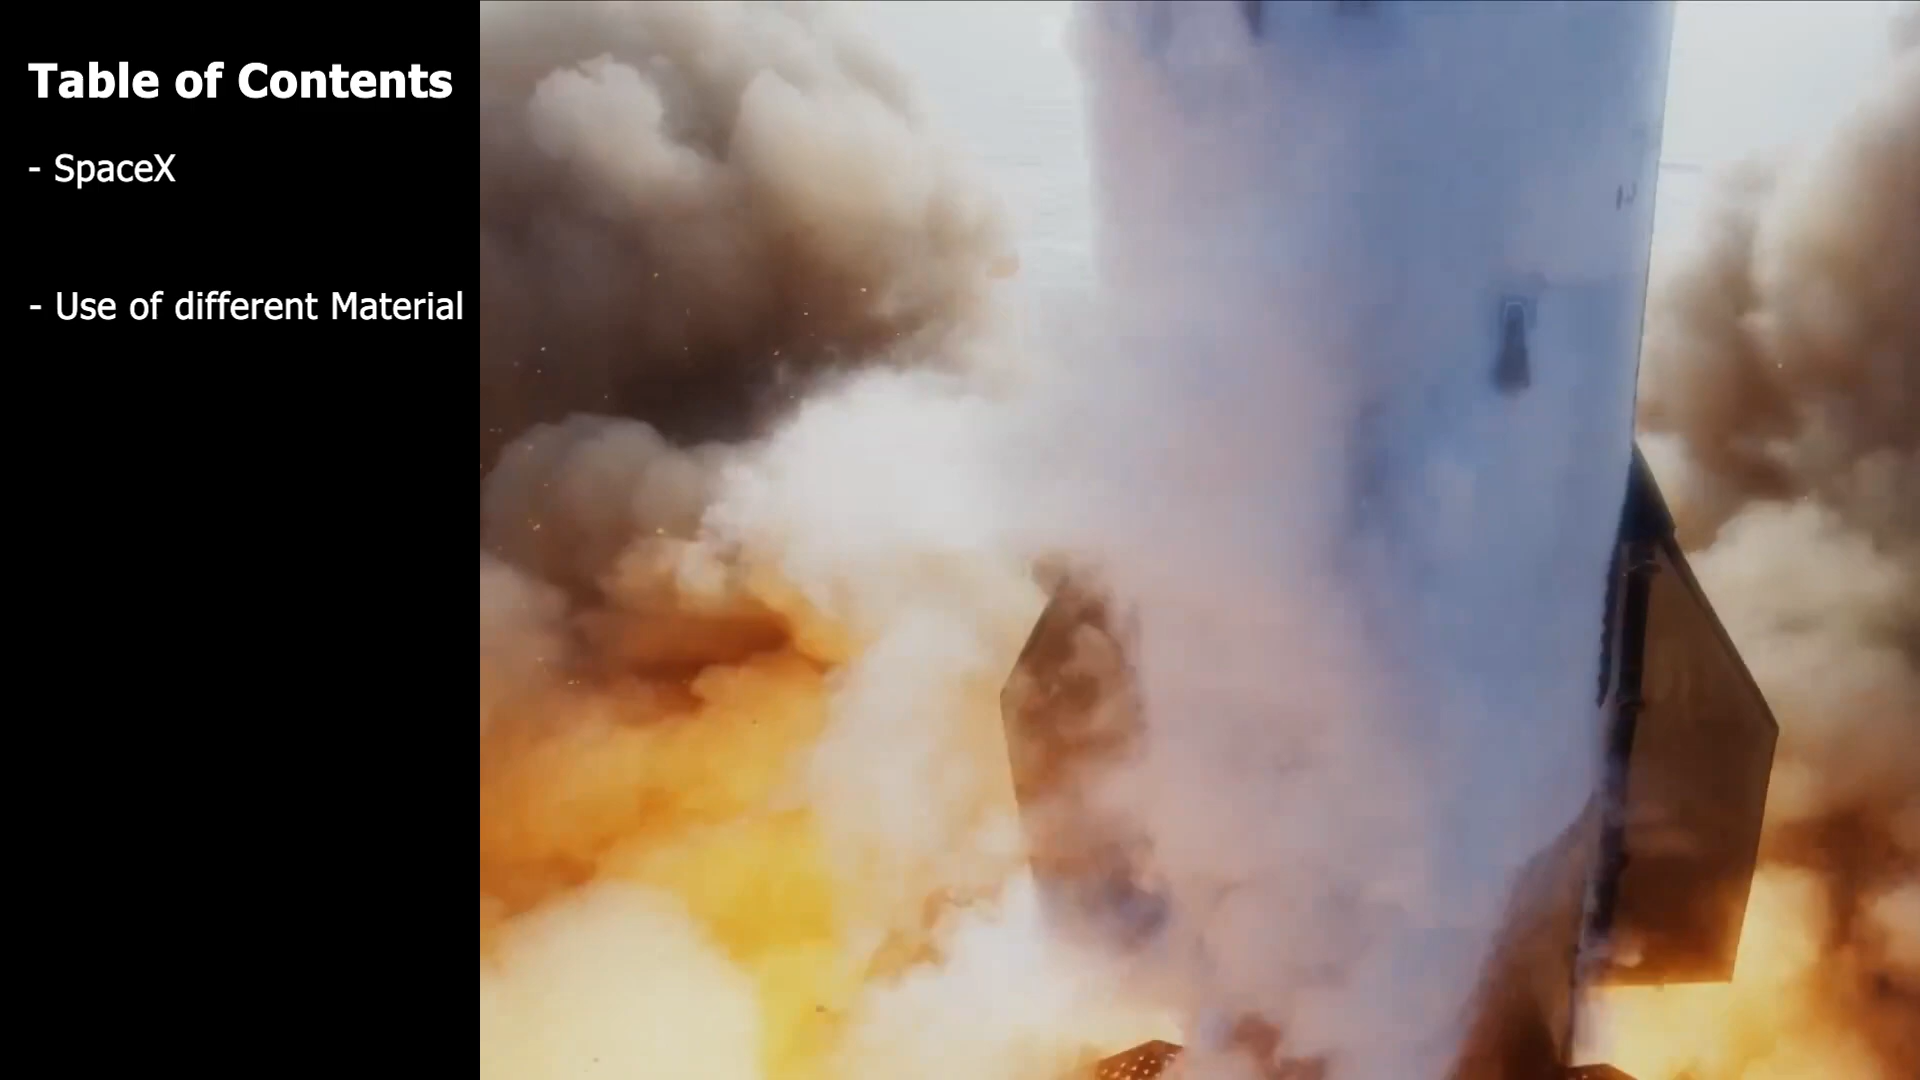 Table of Contents
- SpaceX
- Use of different Material